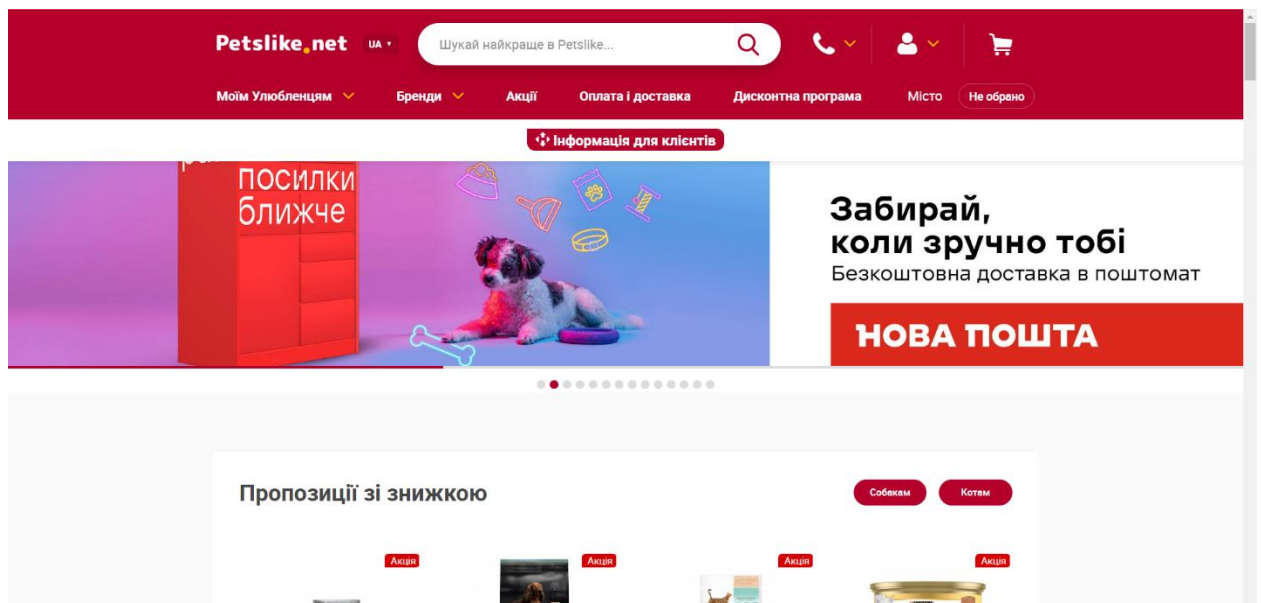 Petslike.net
UA
Шукай найкраще в Petslike...
Моїм Улюбленцям
Бренди
Акції
Оплата і доставка
Дисконтна програма
Місто
Не обрано
Інформація для клієнтів
посилки
ближче
Забирай,
коли зручно тобі
Безкоштовна доставка в поштомат
НОВА ПОШТА
Пропозиції зі знижкою
Собакам
Котам
Акція
Акція
Акція
Акція